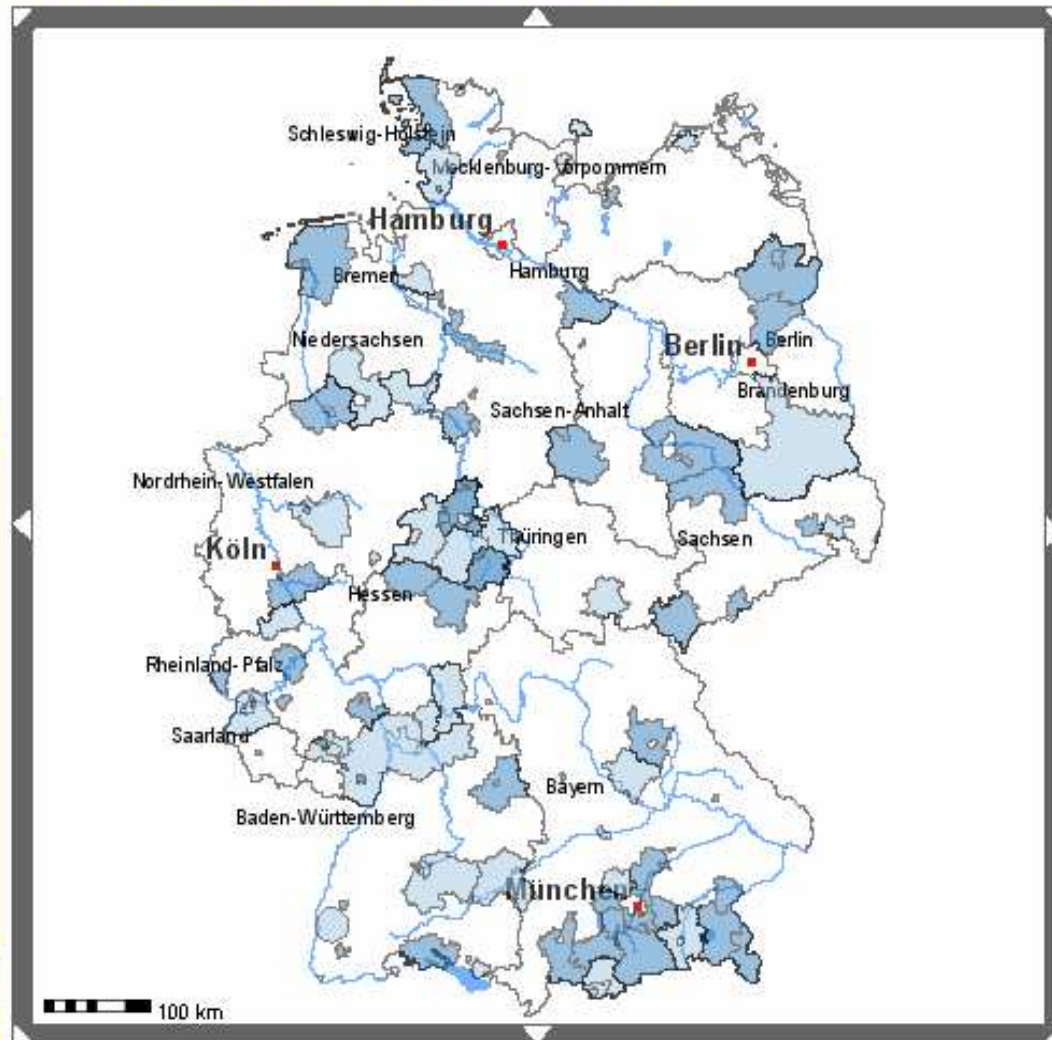 Schleswig-Holstein
Mecklenburg-Vorpommern
Hamburg
Hamburg
Bremen
Niedersachsen
Berlin
Berlin
Brandenburg
Sachsen-Anhalt
Nordrhein-Westfalen
Köln
Thüringen
Sachsen
Hessen
Rheinland-Pfalz
Saarland
Bayern
Baden-Württemberg
München
100 km